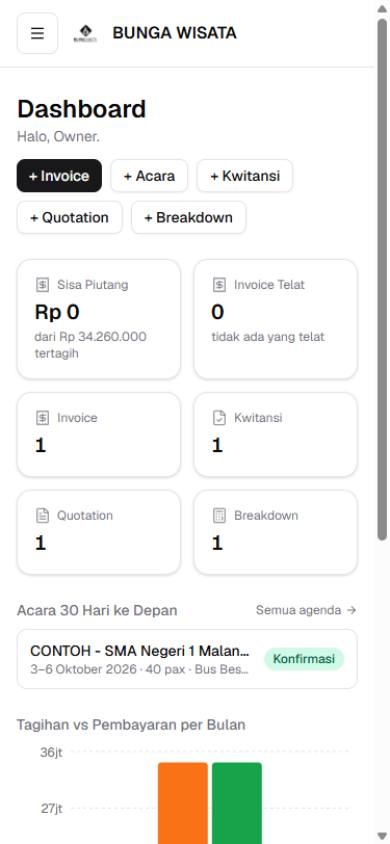 BUNGA WISATA
Dashboard
Halo, Owner.
+ Invoice
+ Acara
+ Kwitansi
+ Quotation
+ Breakdown
Sisa Piutang
Rp 0
dari Rp 34.260.000
tertagih
Invoice Telat
0
tidak ada yang telat
Invoice
1
Kwitansi
1
Quotation
1
Breakdown
1
Acara 30 Hari ke Depan
Semua agenda →
CONTOH - SMA Negeri 1 Malan...
3–6 Oktober 2026 · 40 pax · Bus Bes...
Konfirmasi
Tagihan vs Pembayaran per Bulan
36jt
27jt